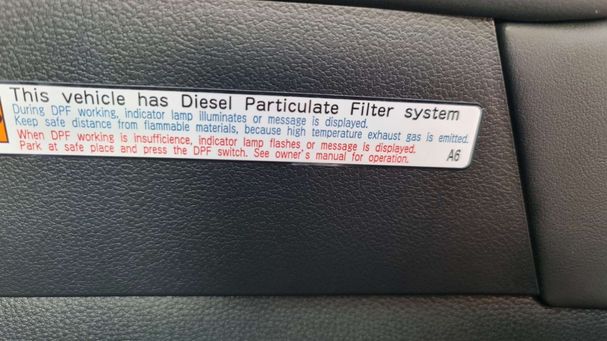 This vehicle has Diesel Particulate Filter system
During DPF working, indicator lamp illuminates or message is displayed.
Keep safe distance from flammable materials, because high temperature exhaust gas is emitted.
When DPF working is insufficience, indicator lamp flashes or message is displayed.
Park at safe place and press the DPF switch. See owner's manual for operation.
A6